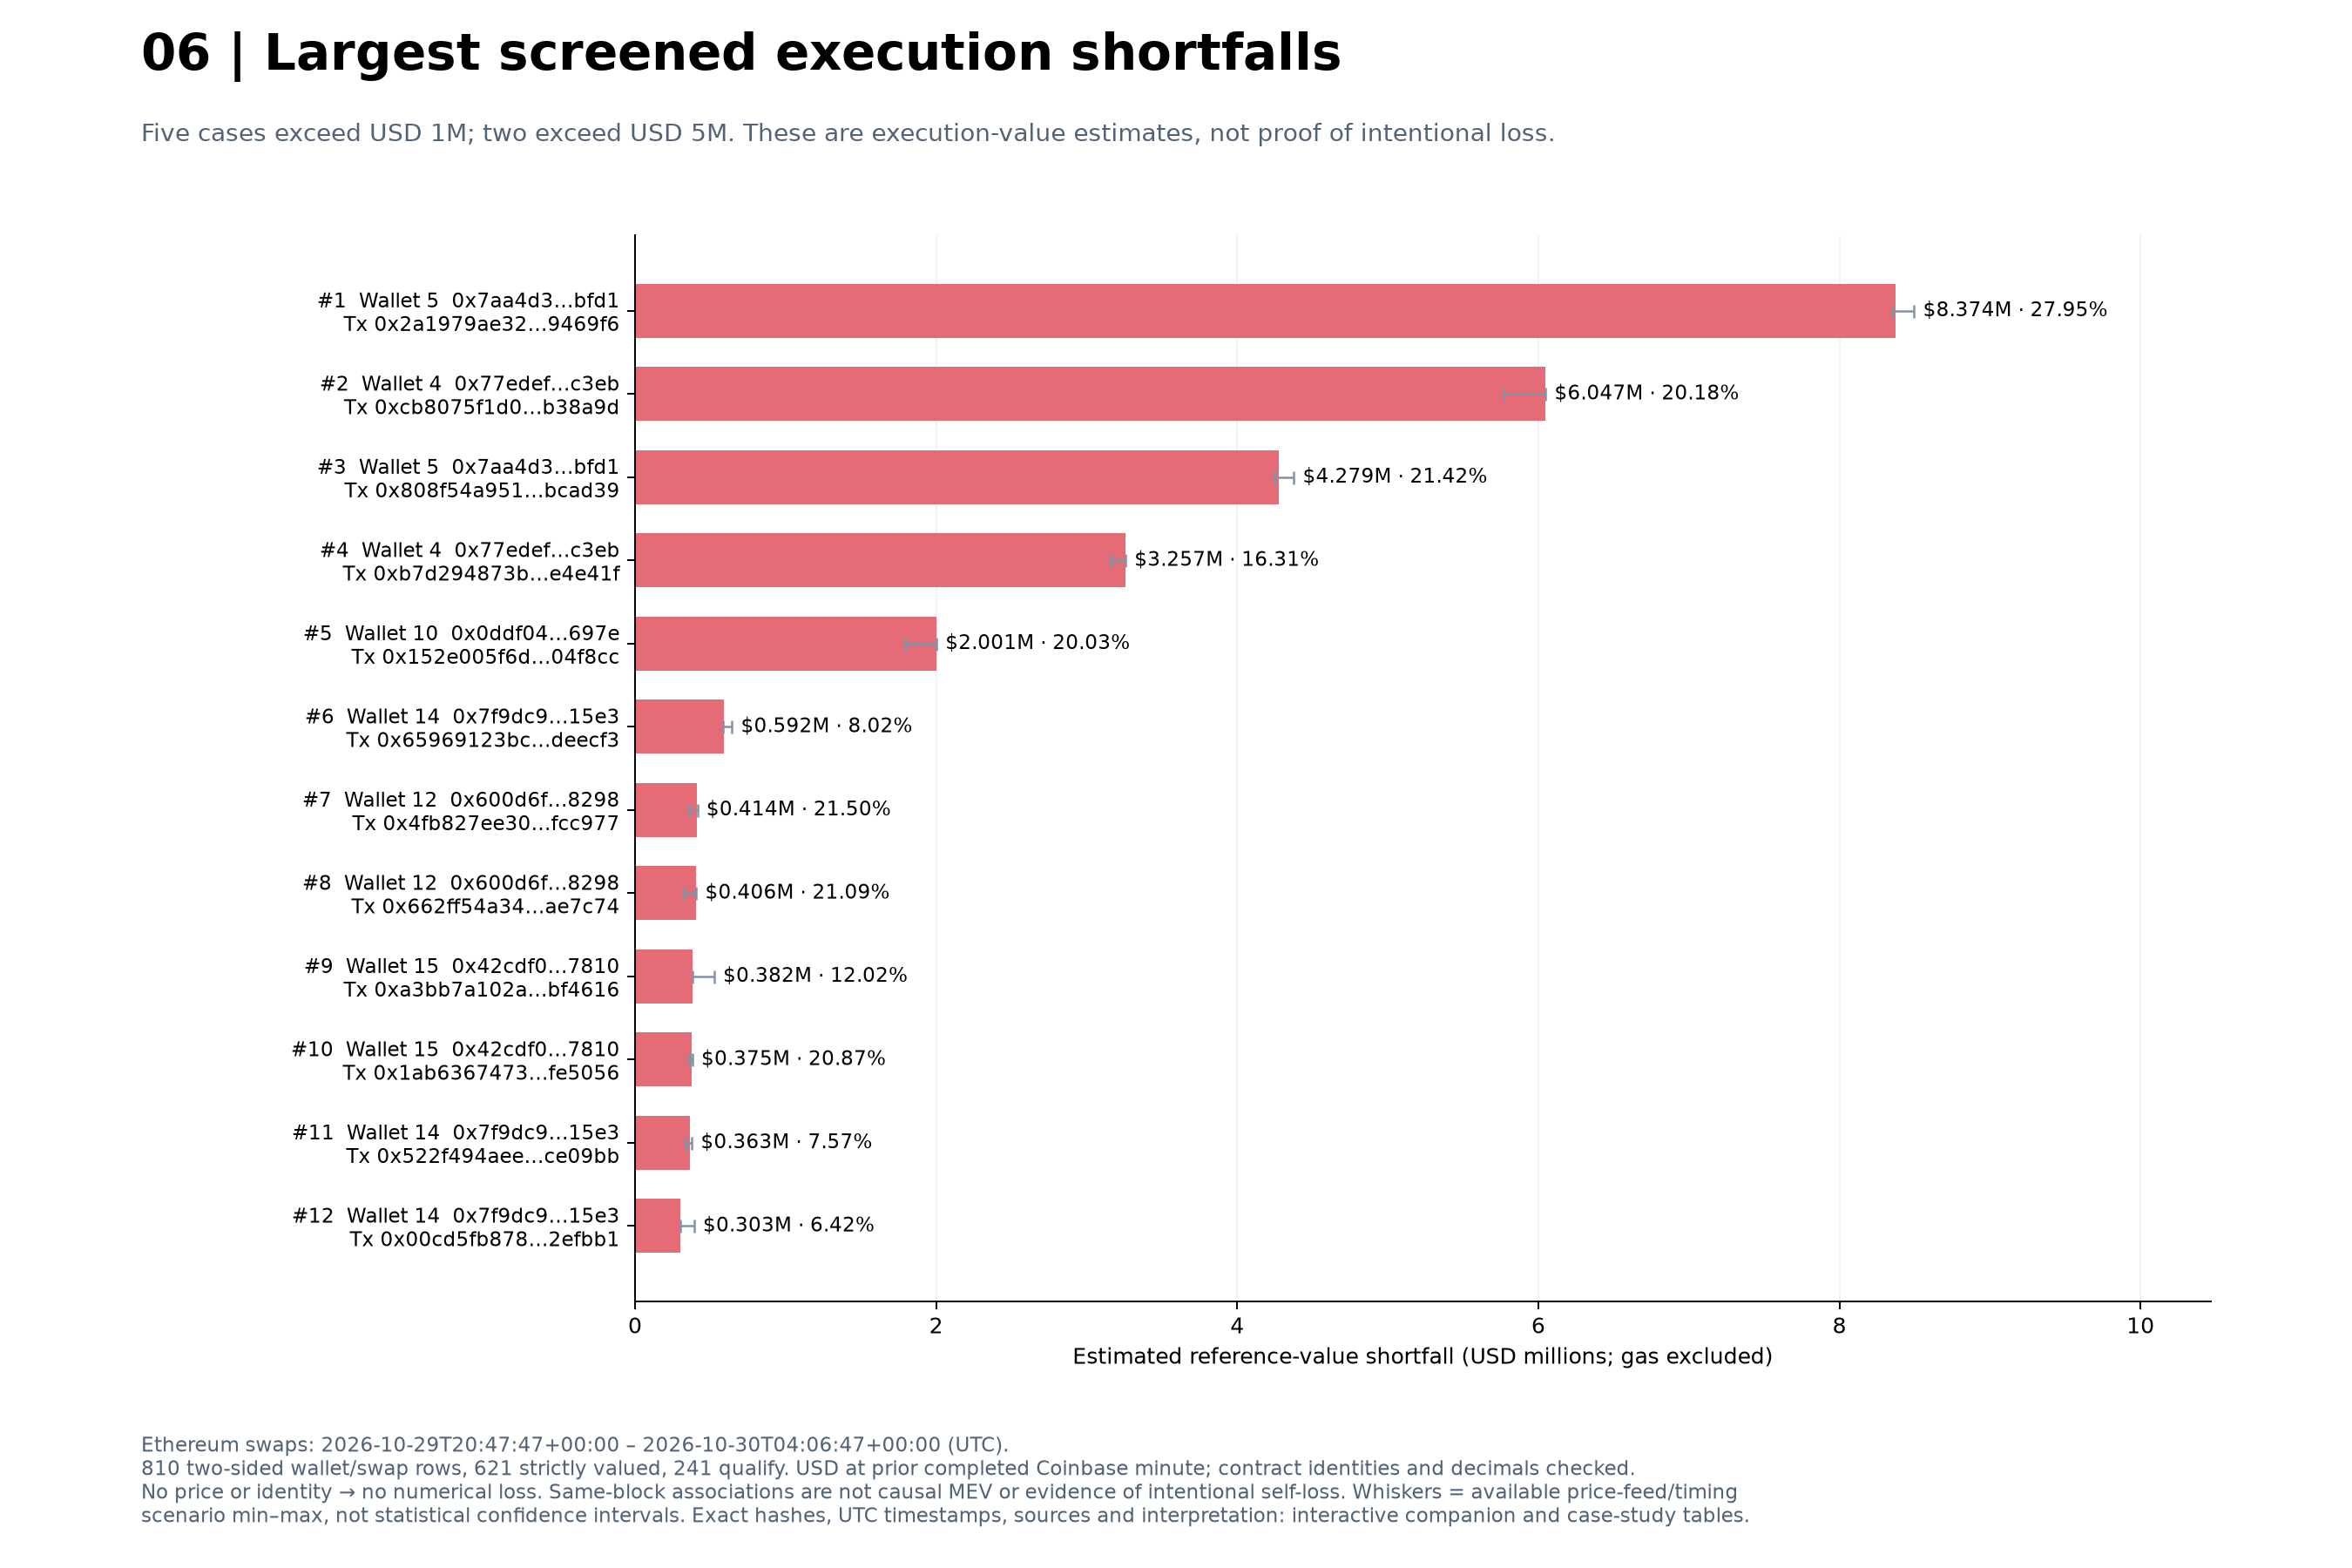 06 | Largest screened execution shortfalls
Five cases exceed USD 1M; two exceed USD 5M. These are execution-value estimates, not proof of intentional loss.
#1  Wallet 5  0x7aa4d3…bfd1
Tx 0x2a1979ae32…9469f6
$8.374M · 27.95%
#2  Wallet 4  0x77edef…c3eb
Tx 0xcb8075f1d0…b38a9d
$6.047M · 20.18%
#3  Wallet 5  0x7aa4d3…bfd1
Tx 0x808f54a951…bcad39
$4.279M · 21.42%
#4  Wallet 4  0x77edef…c3eb
Tx 0xb7d294873b…e4e41f
$3.257M · 16.31%
#5  Wallet 10  0x0ddf04…697e
Tx 0x152e005f6d…04f8cc
$2.001M · 20.03%
#6  Wallet 14  0x7f9dc9…15e3
Tx 0x65969123bc…deecf3
$0.592M · 8.02%
#7  Wallet 12  0x600d6f…8298
Tx 0x4fb827ee30…fcc977
$0.414M · 21.50%
#8  Wallet 12  0x600d6f…8298
Tx 0x662ff54a34…ae7c74
$0.406M · 21.09%
#9  Wallet 15  0x42cdf0…7810
Tx 0xa3bb7a102a…bf4616
$0.382M · 12.02%
#10  Wallet 15  0x42cdf0…7810
Tx 0x1ab6367473…fe5056
$0.375M · 20.87%
#11  Wallet 14  0x7f9dc9…15e3
Tx 0x522f494aee…ce09bb
$0.363M · 7.57%
#12  Wallet 14  0x7f9dc9…15e3
Tx 0x00cd5fb878…2efbb1
$0.303M · 6.42%
0 2 4 6 8 10
Estimated reference-value shortfall (USD millions; gas excluded)
Ethereum swaps: 2026-10-29T20:47:47+00:00 – 2026-10-30T04:06:47+00:00 (UTC).
810 two-sided wallet/swap rows, 621 strictly valued, 241 qualify. USD at prior completed Coinbase minute; contract identities and decimals checked.
No price or identity → no numerical loss. Same-block associations are not causal MEV or evidence of intentional self-loss. Whiskers = available price-feed/timing
scenario min–max, not statistical confidence intervals. Exact hashes, UTC timestamps, sources and interpretation: interactive companion and case-study tables.